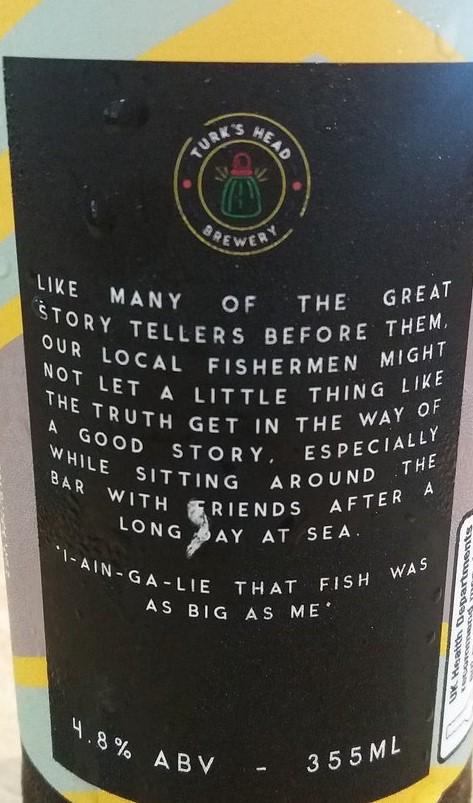 TURK'S HEAD
BREWERY
LIKE MANY OF THE GREAT
STORY TELLERS BEFORE THEM,
OUR LOCAL FISHERMEN MIGHT
NOT LET A LITTLE THING LIKE
THE TRUTH GET IN THE WAY OF
A GOOD STORY, ESPECIALLY
WHILE SITTING AROUND THE
BAR WITH FRIENDS AFTER A
LONG DAY AT SEA.
"I-AIN-GA-LIE THAT FISH WAS
AS BIG AS ME"
4.8% ABV - 355ML
UK Health Departments